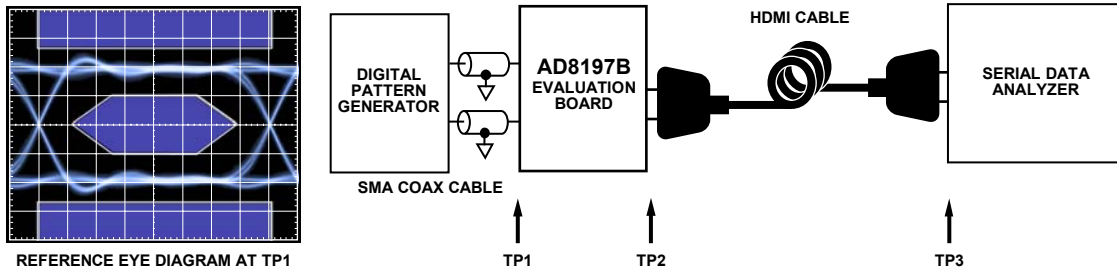 REFERENCE EYE DIAGRAM AT TP1
DIGITAL
PATTERN
GENERATOR
SMA COAX CABLE
AD8197B
EVALUATION
BOARD
HDMI CABLE
SERIAL DATA
ANALYZER
TP1
TP2
TP3